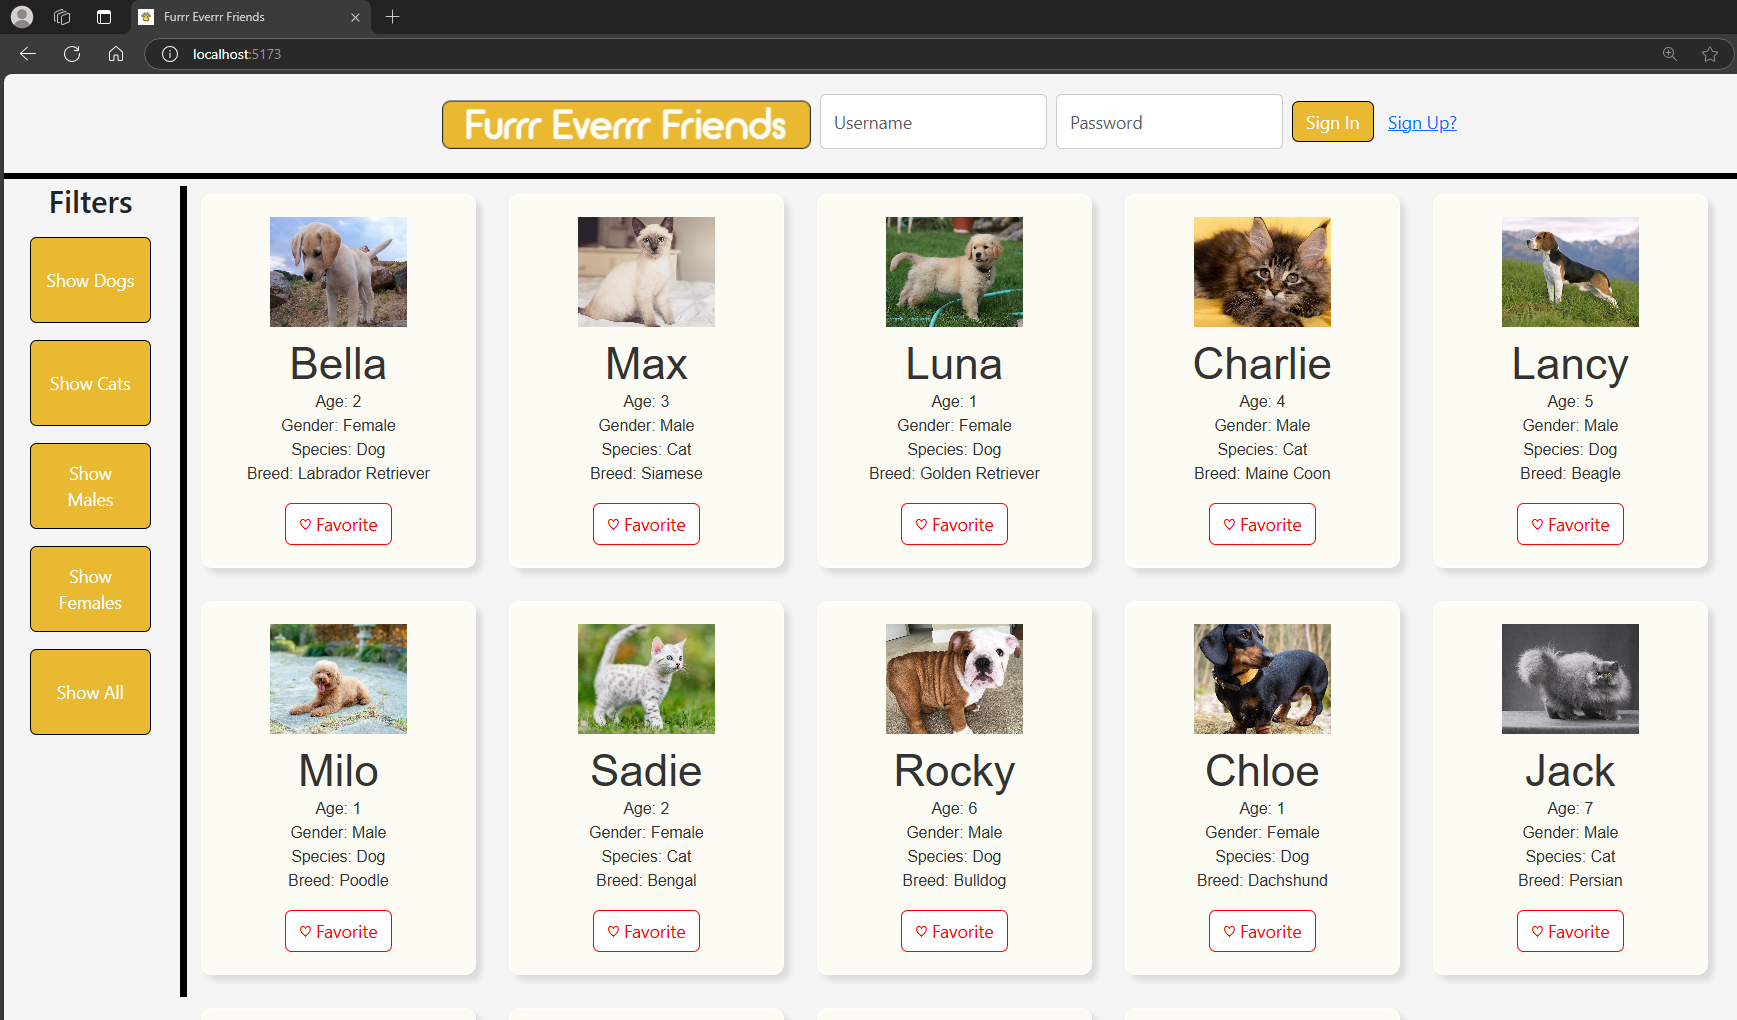 Furrr Everrr Friends
localhost:5173
Furrr Everrr Friends
Username
Password
Sign In
Sign Up?
Filters
Show Dogs
Show Cats
Show
Males
Show
Females
Show All
Bella
Age: 2
Gender: Female
Species: Dog
Breed: Labrador Retriever
♡ Favorite
Max
Age: 3
Gender: Male
Species: Cat
Breed: Siamese
♡ Favorite
Luna
Age: 1
Gender: Female
Species: Dog
Breed: Golden Retriever
♡ Favorite
Charlie
Age: 4
Gender: Male
Species: Cat
Breed: Maine Coon
♡ Favorite
Lancy
Age: 5
Gender: Male
Species: Dog
Breed: Beagle
♡ Favorite
Milo
Age: 1
Gender: Male
Species: Dog
Breed: Poodle
♡ Favorite
Sadie
Age: 2
Gender: Female
Species: Cat
Breed: Bengal
♡ Favorite
Rocky
Age: 6
Gender: Male
Species: Dog
Breed: Bulldog
♡ Favorite
Chloe
Age: 1
Gender: Female
Species: Dog
Breed: Dachshund
♡ Favorite
Jack
Age: 7
Gender: Male
Species: Cat
Breed: Persian
♡ Favorite